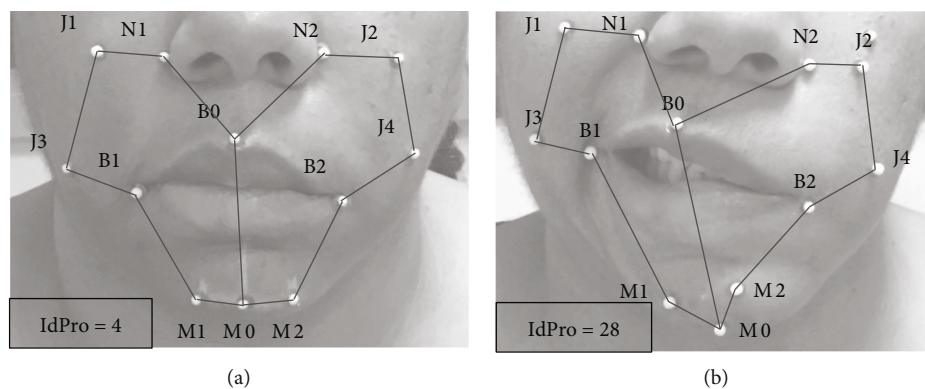 J1 N1 N2 J2
B0
J3 B1 B2 J4
M1 M0 M2
IdPro = 4
(a)
J1 N1 N2 J2
B0
J3 B1 B2 J4
M1 M2
M0
IdPro = 28
(b)